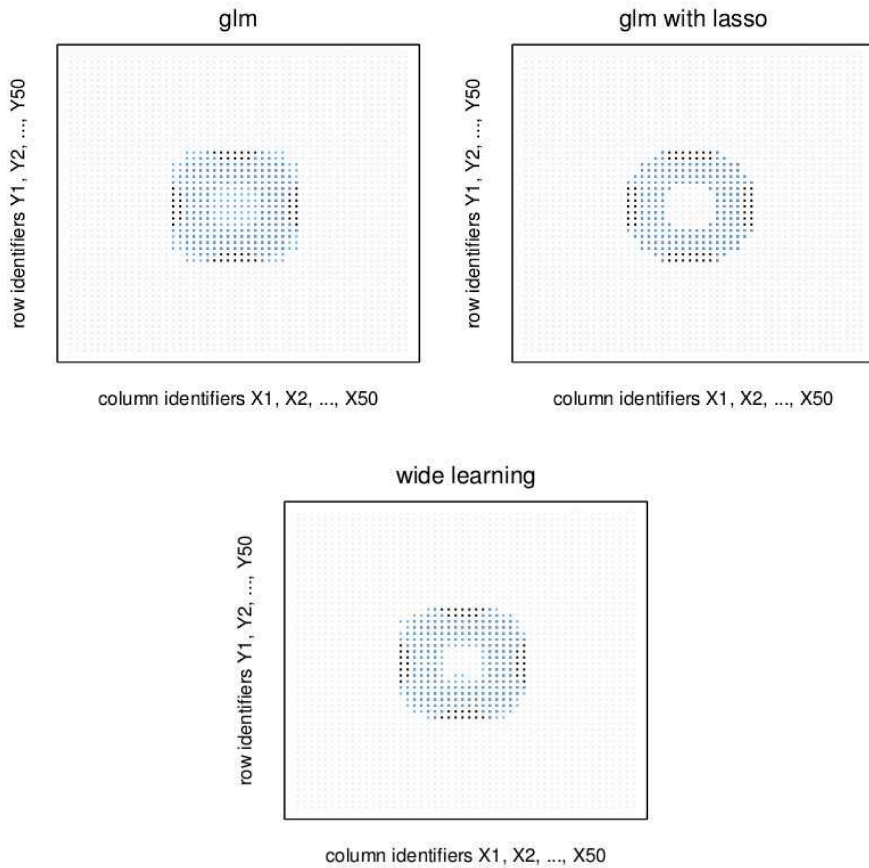 glm
row identifiers Y1, Y2, ..., Y50
column identifiers X1, X2, ..., X50
glm with lasso
row identifiers Y1, Y2, ..., Y50
column identifiers X1, X2, ..., X50
wide learning
row identifiers Y1, Y2, ..., Y50
column identifiers X1, X2, ..., X50